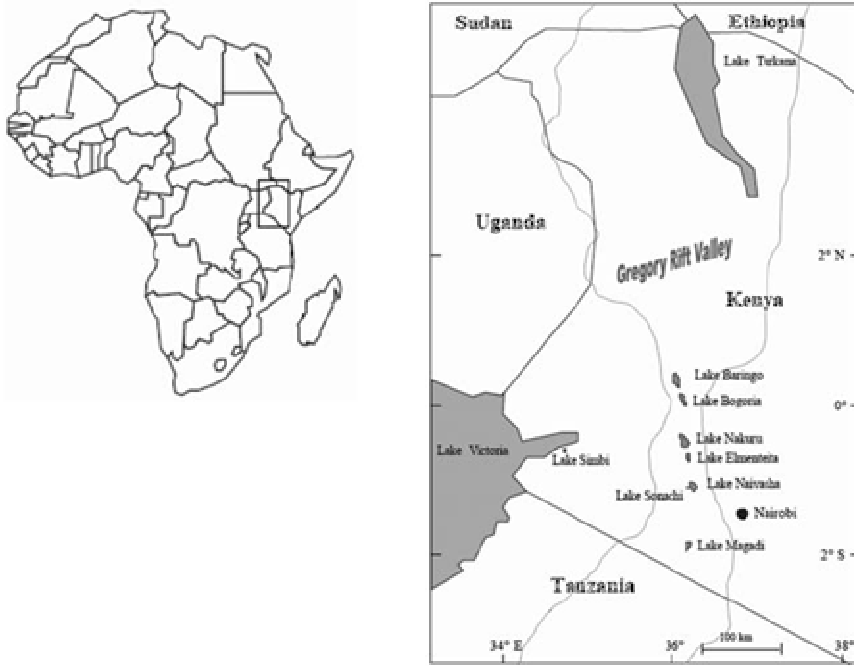 Sudan
Ethiopia
Lake Turkana
Uganda
Gregory Rift Valley
2° N
Kenya
Lake Baringo
Lake Bogoria
0°
Lake Victoria
Lake Simbi
Lake Nakuru
Lake Elmenteita
Lake Sonachi
Lake Naivasha
Nairobi
Lake Magadi
2° S
Tanzania
34° E
36°
100 km
38°